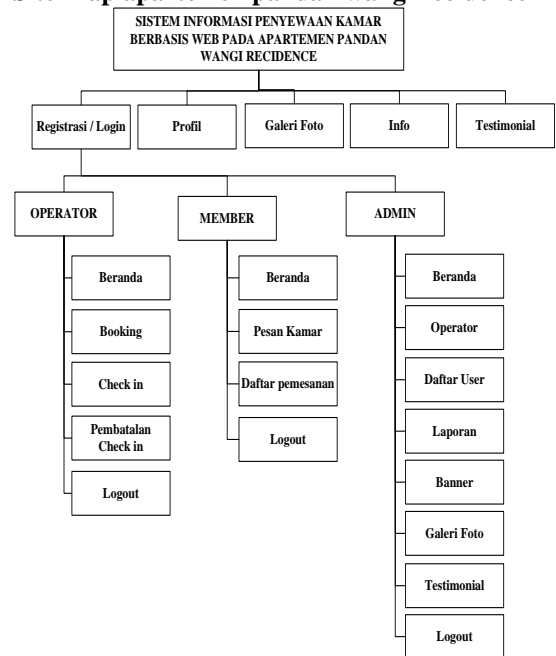 SISTEM INFORMASI PENYEWAAN KAMAR
BERBASIS WEB PADA APARTEMEN PANDAN
WANGI RECIDENCE
Registrasi / Login
Profil
Galeri Foto
Info
Testimonial
OPERATOR
MEMBER
ADMIN
Beranda
Booking
Check in
Pembatalan
Check in
Logout
Beranda
Pesan Kamar
Daftar pemesanan
Logout
Beranda
Operator
Daftar User
Laporan
Banner
Galeri Foto
Testimonial
Logout